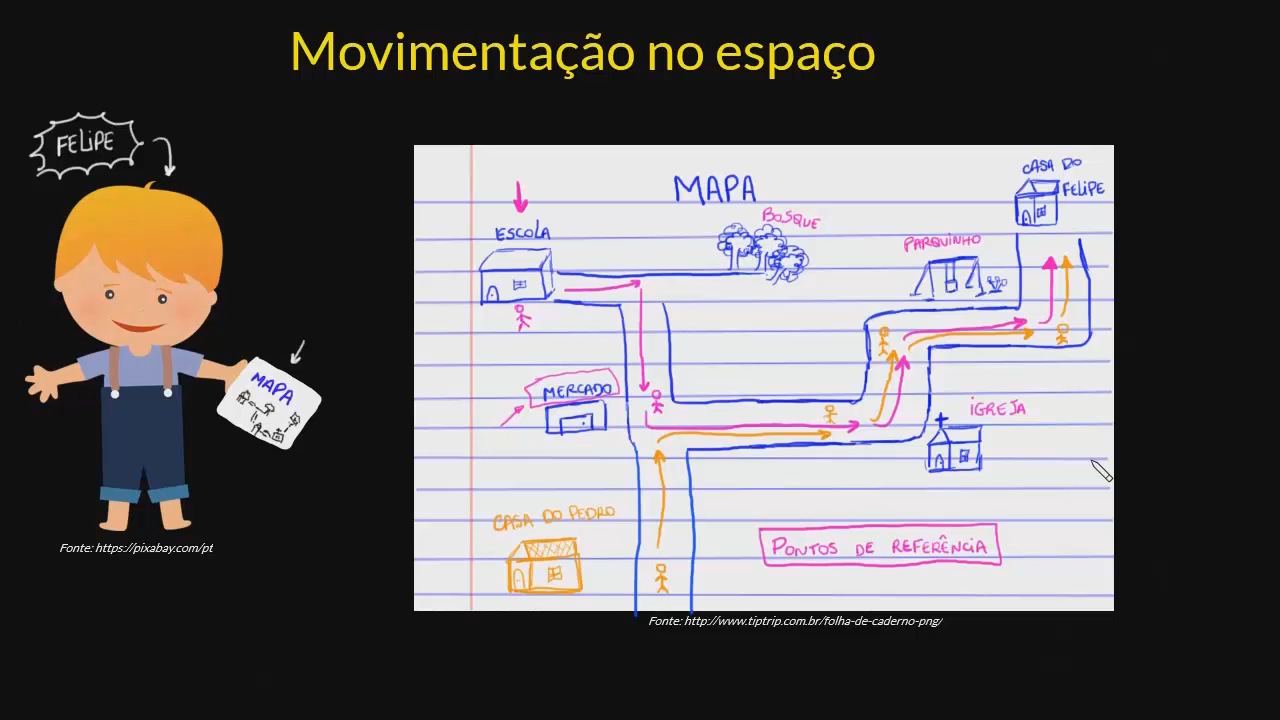 Movimentação no espaço
FELIPE
MAPA
Fonte: https://pixabay.com/pt
MAPA
CASA DO
FELIPE
BOSQUE
ESCOLA
PARQUINHO
MERCADO
IGREJA
CASA DO PEDRO
PONTOS DE REFERÊNCIA
Fonte: http://www.tiptrip.com.br/folha-de-caderno-png/